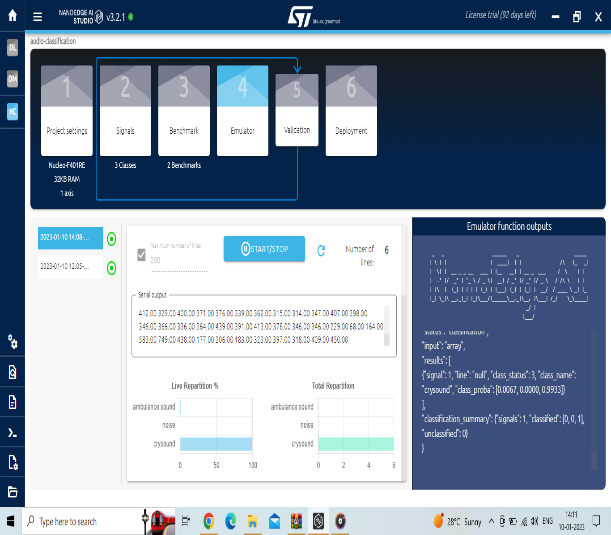 NANOEDGE AI
STUDIO v3.2.1
License trial (92 days left)
audio-classification
1 2 3 4 5 6
Project settings Signals Benchmark Emulator Validation Deployment
Nucleo-F401RE 3 Classes 2 Benchmarks
32KB RAM
1 axis
Emulator function outputs
2023-01-10 14:08-...
2023-01-10 12:05-...
Maximum number of lines
200
START/STOP
Number of
lines: 6
Serial output
412.00 329.00 400.00 371.00 376.00 339.00 362.00 315.00 314.00 347.00 407.00 398.00
346.00 366.00 336.00 364.00 439.00 391.00 413.00 378.00 346.00 346.00 229.00 68.00 164.00
583.00 749.00 438.00 177.00 206.00 183.00 323.00 397.00 318.00 409.00 450.00
"status": "classification",
"input": "array",
"results": [
{"signal": 1, "line": "null", "class_status": 3, "class_name":
"crysound", "class_proba": [0.0067, 0.0000, 0.9933]}
],
"classification_summary": {"signals": 1, "classified": [0, 0, 1],
"unclassified": 0}
}
Live Repartition % Total Repartition
ambulance sound ambulance sound
noise noise
crysound crysound
0 50 100 0 2 4 6
Type here to search
28°C Sunny ENG
14:11
10-01-2023